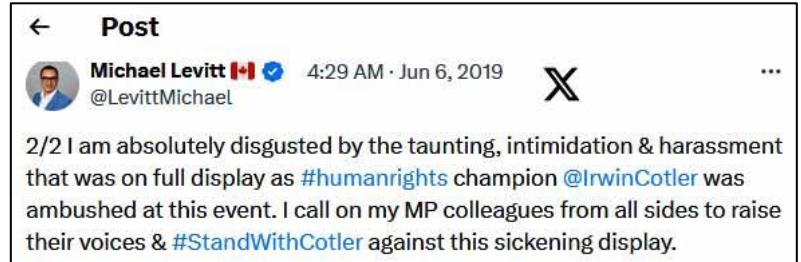 ← Post
Michael Levitt 🇨🇦 4:29 AM · Jun 6, 2019 X ...
@LevittMichael
2/2 I am absolutely disgusted by the taunting, intimidation & harassment
that was on full display as #humanrights champion @IrwinCotler was
ambushed at this event. I call on my MP colleagues from all sides to raise
their voices & #StandWithCotler against this sickening display.